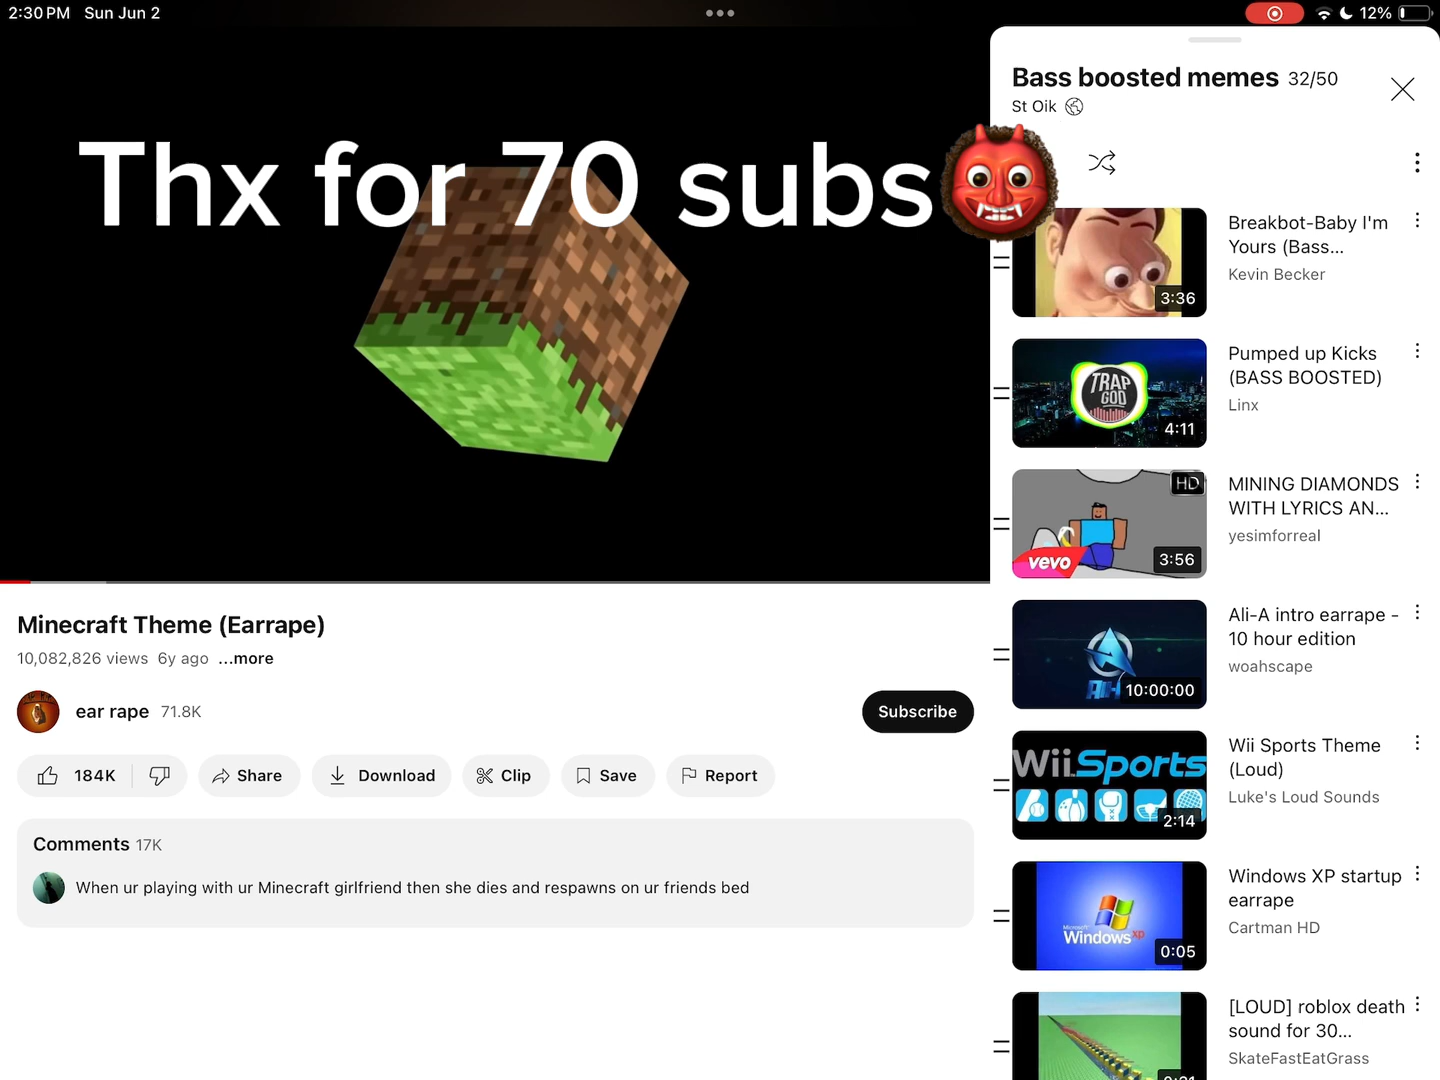 2:30 PM Sun Jun 2
12%
Thx for 70 subs
Minecraft Theme (Earrape)
10,082,826 views 6y ago ...more
ear rape 71.8K
Subscribe
184K
Share
Download
Clip
Save
Report
Comments 17K
When ur playing with ur Minecraft girlfriend then she dies and respawns on ur friends bed
Bass boosted memes 32/50
St Oik
3:36
Breakbot-Baby I'm
Yours (Bass...
Kevin Becker
TRAP
GOD
4:11
Pumped up Kicks
(BASS BOOSTED)
Linx
HD
vevo
3:56
MINING DIAMONDS
WITH LYRICS AN...
yesimforreal
10:00:00
Ali-A intro earrape -
10 hour edition
woahscape
Wii Sports
2:14
Wii Sports Theme
(Loud)
Luke's Loud Sounds
Microsoft
Windows xp
0:05
Windows XP startup
earrape
Cartman HD
[LOUD] roblox death
sound for 30...
SkateFastEatGrass